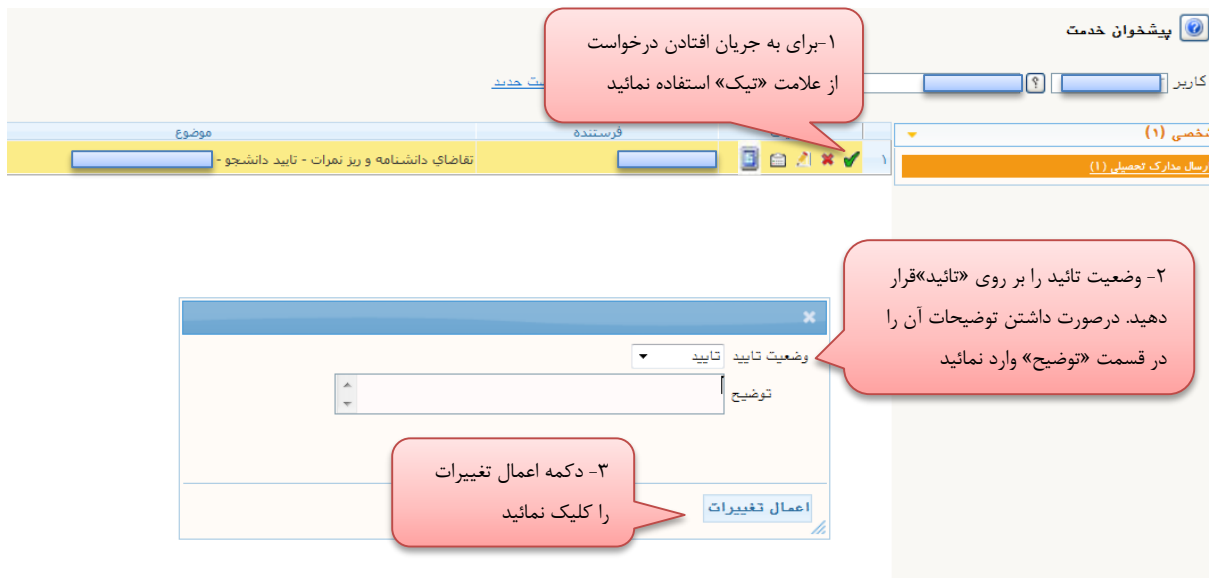 پیشخوان خدمت
۱-برای به جریان افتادن درخواست
از علامت «تیک» استفاده نمائید
کاربر
جدید
شخصی (۱)
ارسال مدارک تحصیلی (۱)
فرستنده
موضوع
۱
تقاضای دانشنامه و ریز نمرات - تایید دانشجو -
۲- وضعیت تائید را بر روی «تائید»قرار
دهید. درصورت داشتن توضیحات آن را
در قسمت «توضیح» وارد نمائید
وضعیت تایید تایید
توضیح
۳- دکمه اعمال تغییرات
را کلیک نمائید
اعمال تغییرات